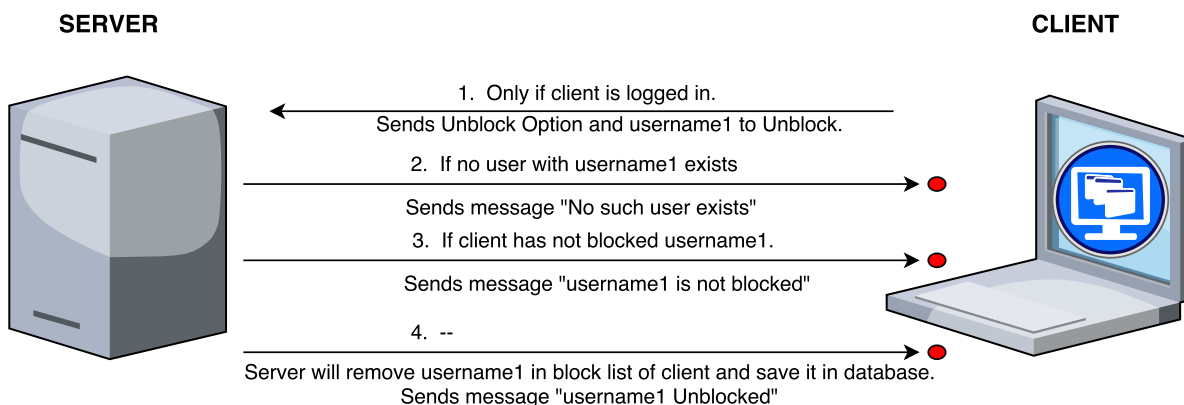 SERVER
CLIENT
1. Only if client is logged in.
Sends Unblock Option and username1 to Unblock.
2. If no user with username1 exists
Sends message "No such user exists"
3. If client has not blocked username1.
Sends message "username1 is not blocked"
4. --
Server will remove username1 in block list of client and save it in database.
Sends message "username1 Unblocked"